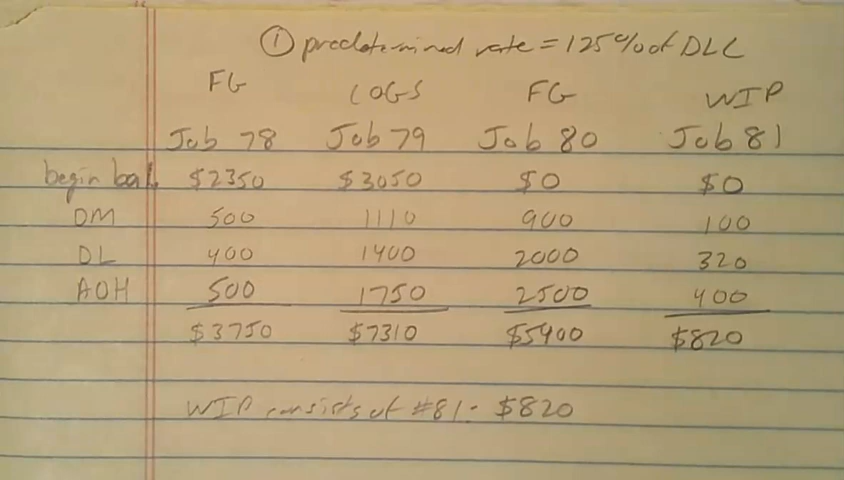 ① predetermined rate = 125% of DLC
FG COGS FG WIP
Job 78 Job 79 Job 80 Job 81
begin bal. $2350 $3050 $0 $0
DM 500 1110 900 100
DL 400 1400 2000 320
AOH 500 1750 2500 400
$3750 $7310 $5400 $820
WIP consists of #81: $820